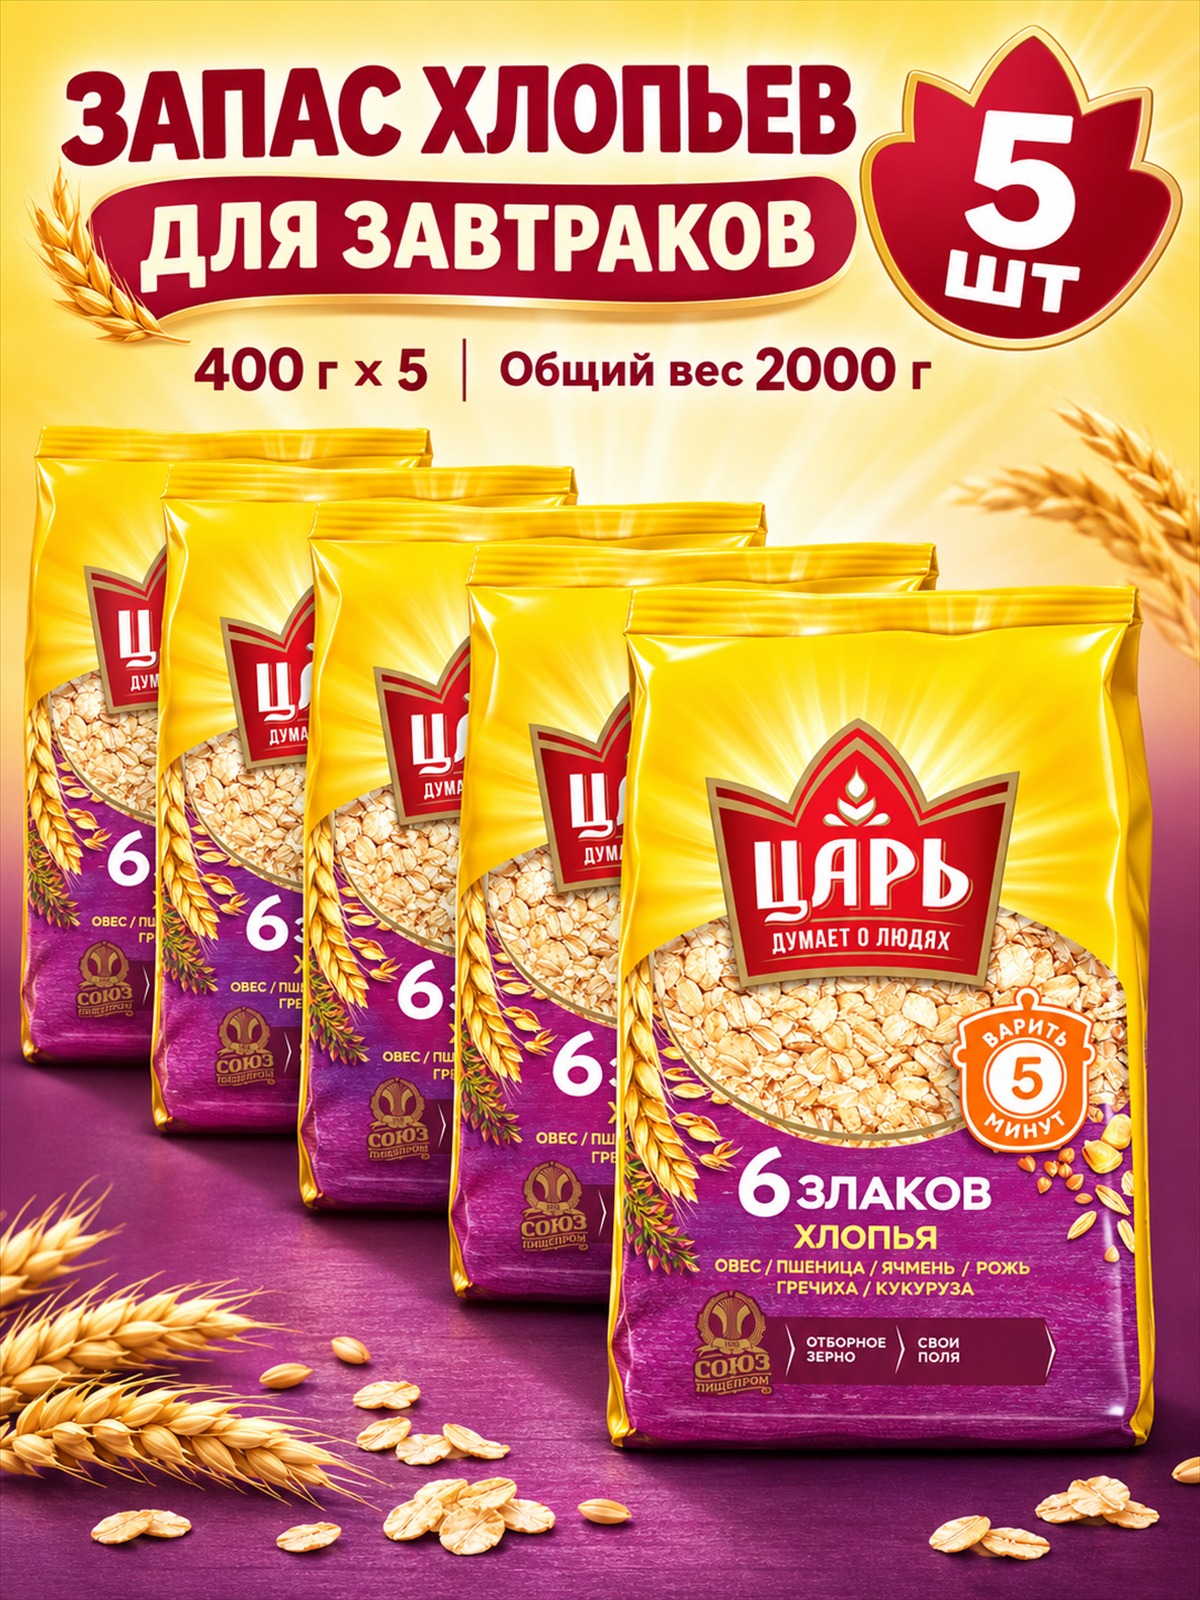 ЗАПАС ХЛОПЬЕВ
ДЛЯ ЗАВТРАКОВ
5
ШТ
400 г х 5 | Общий вес 2000 г
ЦАРЬ
ДУМАЕТ О ЛЮДЯХ
ВАРИТЬ
5
МИНУТ
6 ЗЛАКОВ
ХЛОПЬЯ
ОВЕС / ПШЕНИЦА / ЯЧМЕНЬ / РОЖЬ
ГРЕЧИХА / КУКУРУЗА
СОЮЗ
ПИЩЕПРОМ
ОТБОРНОЕ
ЗЕРНО
СВОИ
ПОЛЯ